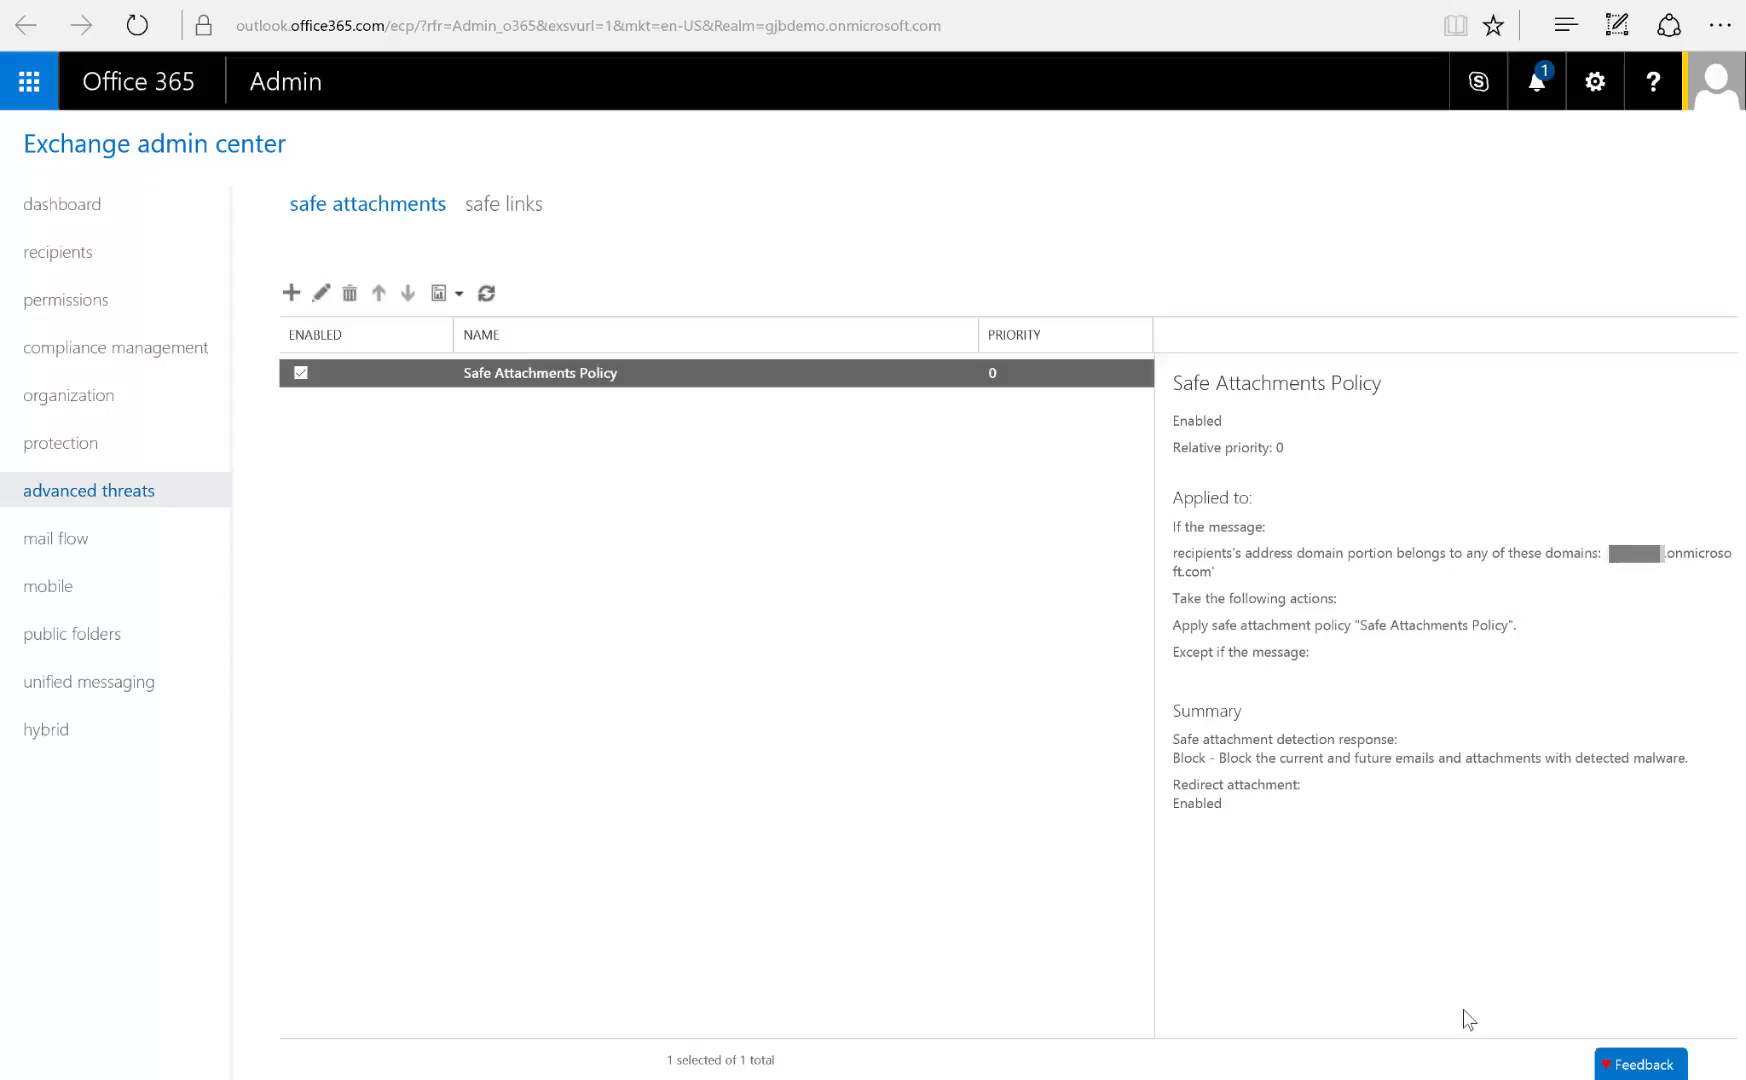 outlook.office365.com/ecp/?rfr=Admin_o365&exsvurl=1&mkt=en-US&Realm=gjbdemo.onmicrosoft.com
Office 365
Admin
1
?
Exchange admin center
dashboard
recipients
permissions
compliance management
organization
protection
advanced threats
mail flow
mobile
public folders
unified messaging
hybrid
safe attachments safe links
ENABLED NAME PRIORITY
Safe Attachments Policy 0
Safe Attachments Policy
Enabled
Relative priority: 0
Applied to:
If the message:
recipients's address domain portion belongs to any of these domains: .onmicroso
ft.com'
Take the following actions:
Apply safe attachment policy "Safe Attachments Policy".
Except if the message:
Summary
Safe attachment detection response:
Block - Block the current and future emails and attachments with detected malware.
Redirect attachment:
Enabled
1 selected of 1 total
Feedback